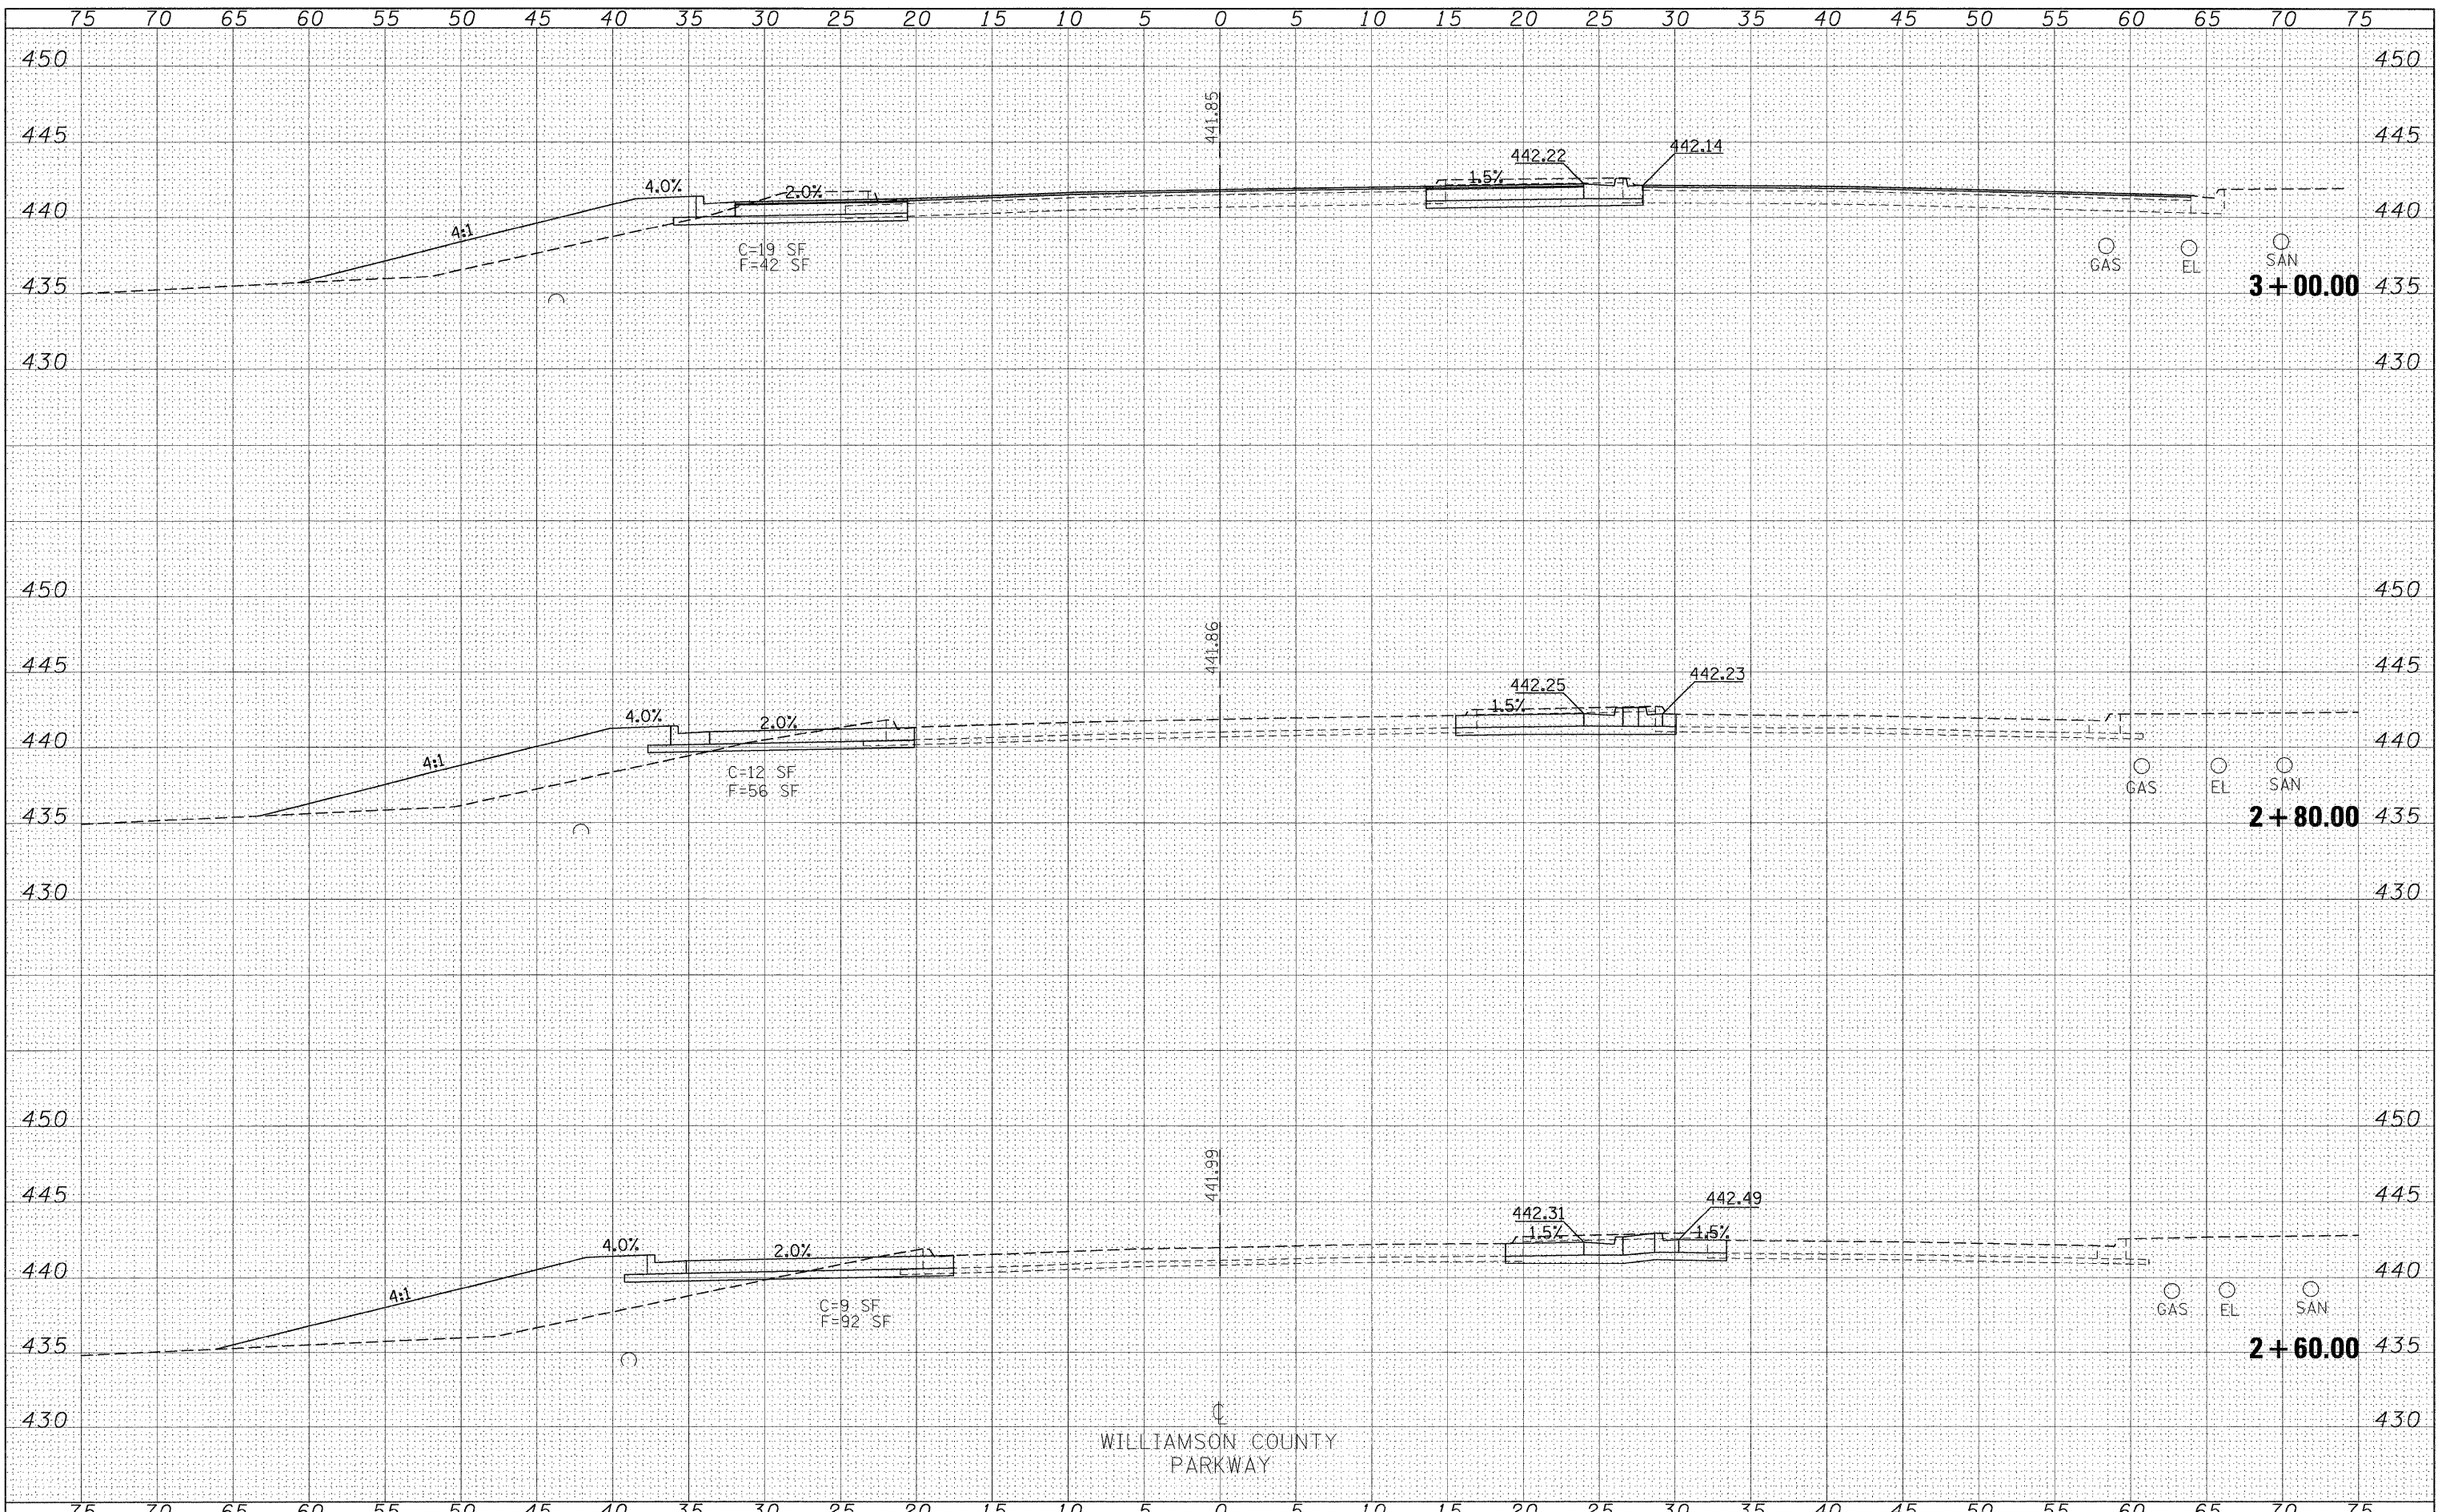 75 70 65 60 55 50 45 40 35 30 25 20 15 10 5 0 5 10 15 20 25 30 35 40 45 50 55 60 65 70 75
450 450
441.85
445 445
442.22 442.14
4.0% 2.0% 1.5%
440 440
4:1
C=19 SF
F=42 SF
GAS EL SAN
435 3+00.00 435
430 430
450 450
441.86
445 445
442.25 442.23
4.0% 2.0% 1.5%
440 440
4:1
C=12 SF
F=56 SF
GAS EL SAN
435 2+80.00 435
430 430
450 450
441.99
445 445
442.31 442.49
4.0% 2.0% 1.5% 1.5%
440 440
4:1
C=9 SF
F=92 SF
GAS EL SAN
435 2+60.00 435
430 430
℄
WILLIAMSON COUNTY
PARKWAY
75 70 65 60 55 50 45 40 35 30 25 20 15 10 5 0 5 10 15 20 25 30 35 40 45 50 55 60 65 70 75